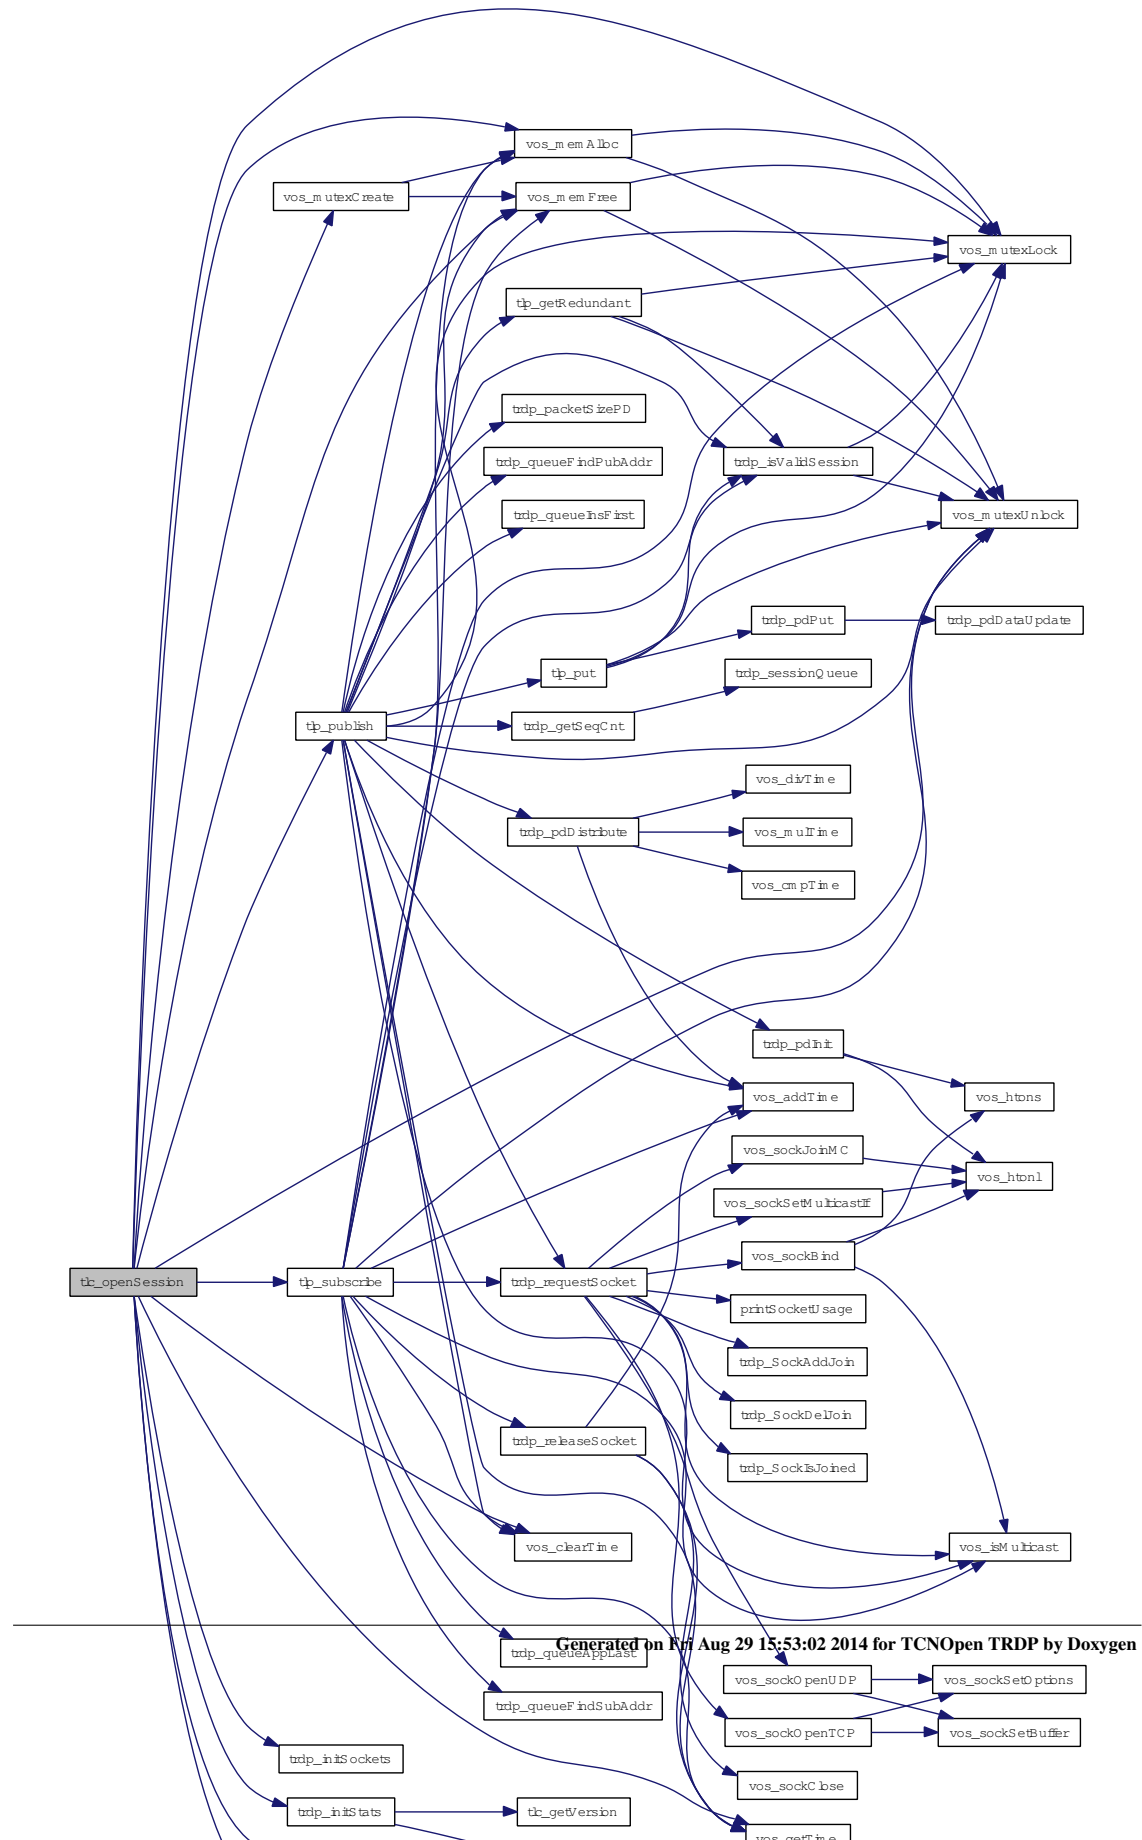 vos_memAlloc
vos_mutexCreate
vos_memFree
vos_mutexLock
tlp_getRedundant
trdp_packetSizePD
trdp_queueFindPubAddr
trdp_isValidSession
trdp_queueInsFirst
vos_mutexUnlock
trdp_pdPut
trdp_pdDataUpdate
tlp_put
trdp_sessionQueue
tlp_publish
trdp_getSeqCnt
vos_divTime
trdp_pdDistribute
vos_mulTime
vos_cmpTime
trdp_pdInit
vos_addTime
vos_htons
vos_sockJoinMC
vos_htonl
vos_sockSetMulticastIf
vos_sockBind
tlc_openSession
tlp_subscribe
trdp_requestSocket
printSocketUsage
trdp_SockAddJoin
trdp_SockDelJoin
trdp_releaseSocket
trdp_SockIsJoined
vos_clearTime
vos_isMulticast
Generated on Fri Aug 29 15:53:02 2014 for TCNOpen TRDP by Doxygen
trdp_queueAppLast
vos_sockOpenUDP
vos_sockSetOptions
trdp_queueFindSubAddr
vos_sockOpenTCP
vos_sockSetBuffer
trdp_initSockets
vos_sockClose
trdp_initStats
tlc_getVersion
vos_getTime